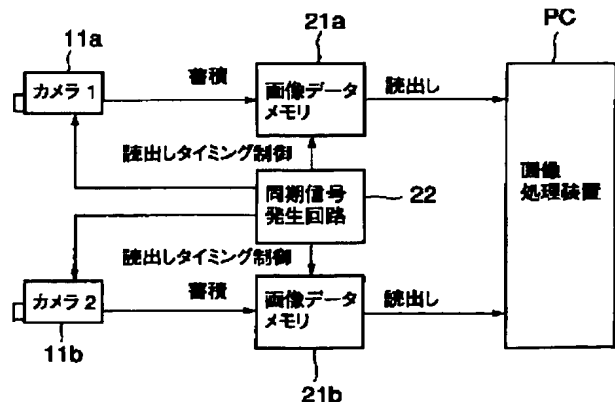 11a
カメラ 1
蓄積
21a
画像データ
メモリ
読出し
PC
画像
処理装置
読出しタイミング制御
同期信号
発生回路
22
読出しタイミング制御
カメラ 2
11b
蓄積
画像データ
メモリ
21b
読出し